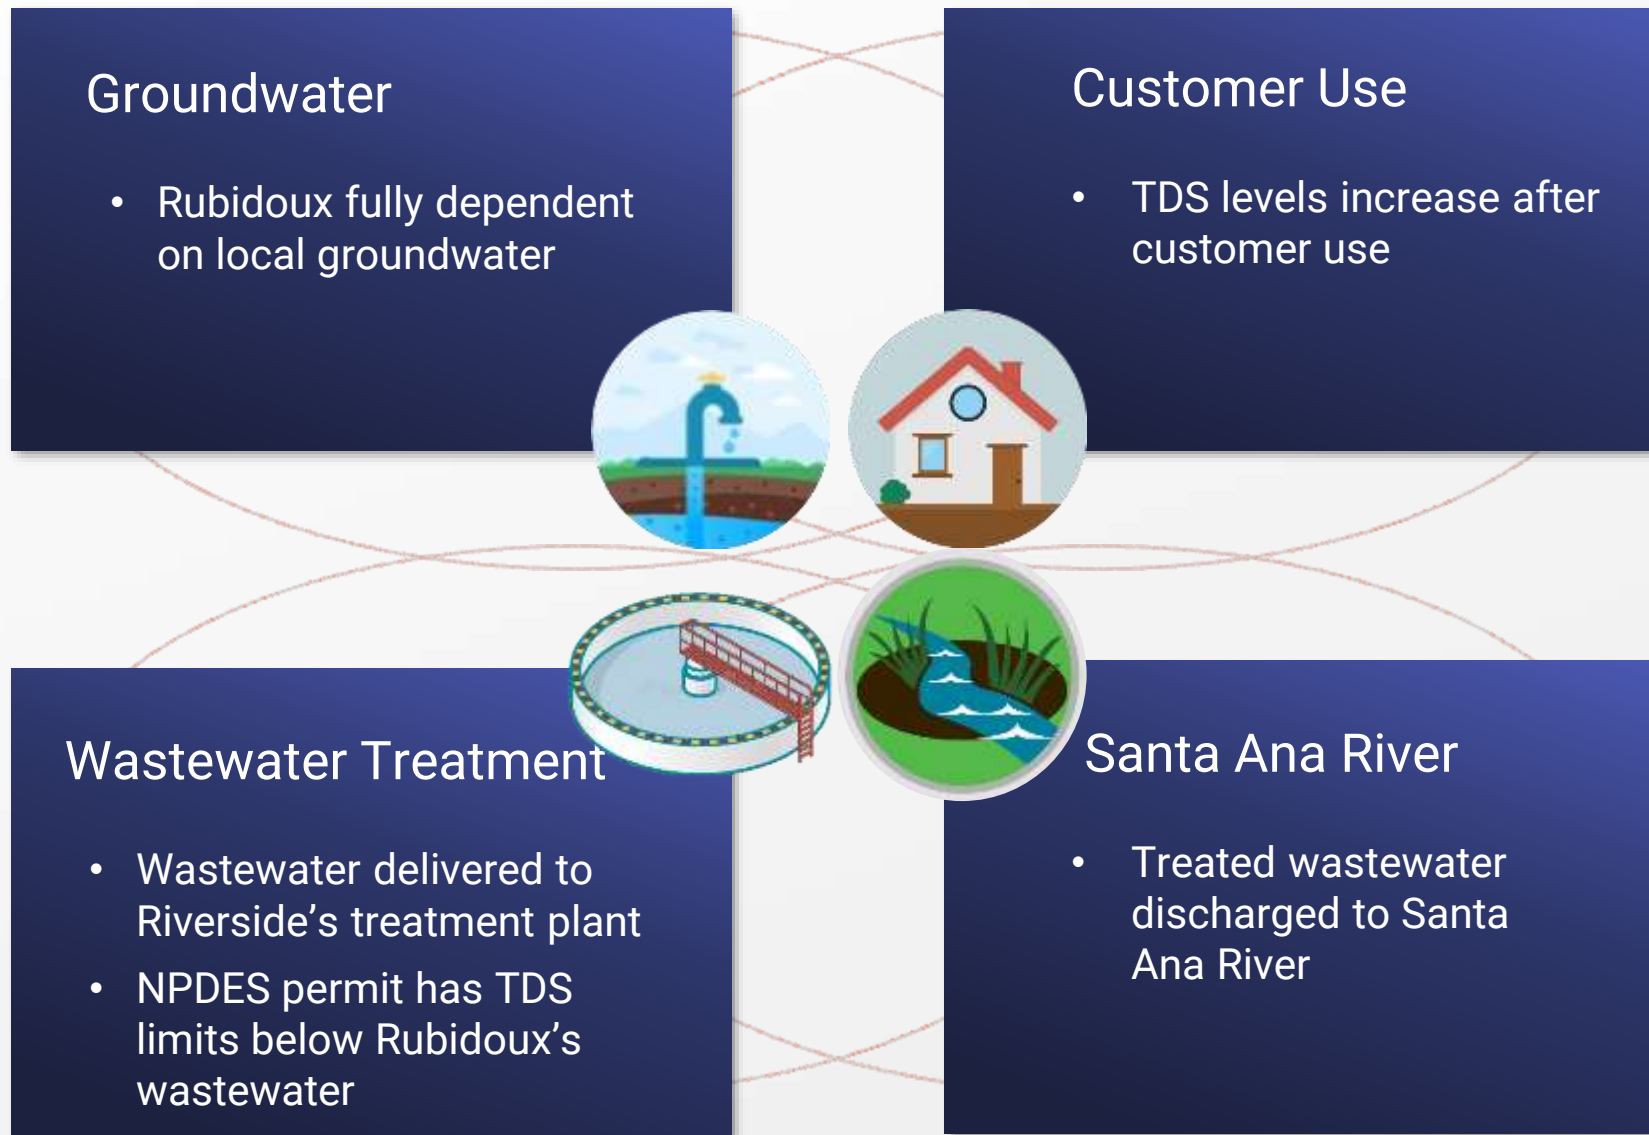 Groundwater
• Rubidoux fully dependent
on local groundwater
Customer Use
• TDS levels increase after
customer use
Wastewater Treatment
• Wastewater delivered to
Riverside’s treatment plant
• NPDES permit has TDS
limits below Rubidoux’s
wastewater
Santa Ana River
• Treated wastewater
discharged to Santa
Ana River